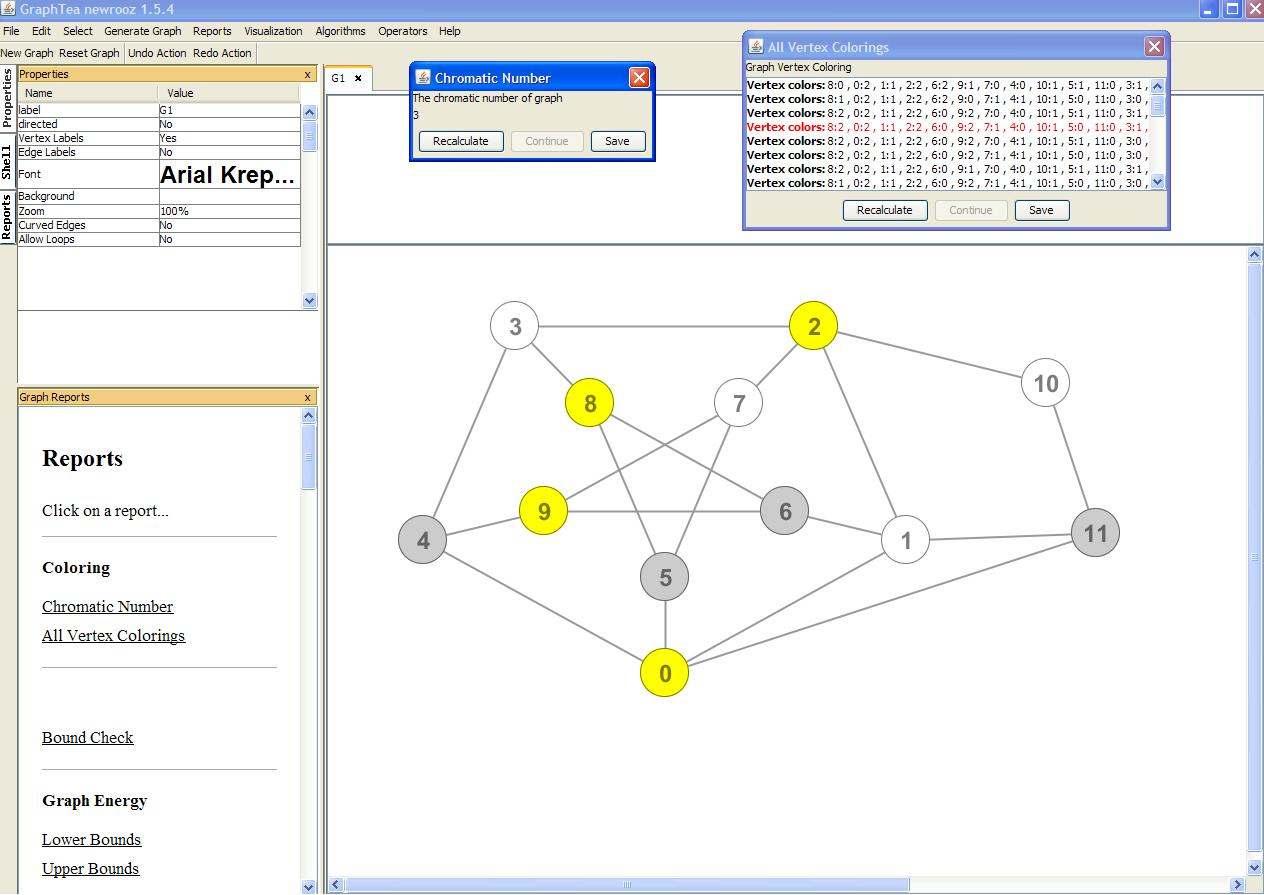 GraphTea newrooz 1.5.4
File Edit Select Generate Graph Reports Visualization Algorithms Operators Help
New Graph Reset Graph Undo Action Redo Action
Properties
Shell
Reports
Properties x
Name Value
label G1
directed No
Vertex Labels Yes
Edge Labels No
Font Arial Krep...
Background
Zoom 100%
Curved Edges No
Allow Loops No
Graph Reports x
Reports
Click on a report...
Coloring
Chromatic Number
All Vertex Colorings
Bound Check
Graph Energy
Lower Bounds
Upper Bounds
G1 x
Chromatic Number
The chromatic number of graph
3
Recalculate Continue Save
All Vertex Colorings
Graph Vertex Coloring
Vertex colors: 8:0 , 0:2 , 1:1 , 2:2 , 6:2 , 9:1 , 7:0 , 4:0 , 10:1 , 5:1 , 11:0 , 3:1 ,
Vertex colors: 8:1 , 0:2 , 1:1 , 2:2 , 6:0 , 9:2 , 7:1 , 4:0 , 10:1 , 5:0 , 11:0 , 3:0 ,
Vertex colors: 8:2 , 0:2 , 1:1 , 2:2 , 6:0 , 9:2 , 7:1 , 4:1 , 10:1 , 5:0 , 11:0 , 3:0 ,
Vertex colors: 8:2 , 0:2 , 1:1 , 2:2 , 6:0 , 9:2 , 7:1 , 4:0 , 10:1 , 5:0 , 11:0 , 3:1 ,
Vertex colors: 8:2 , 0:2 , 1:1 , 2:2 , 6:0 , 9:2 , 7:1 , 4:1 , 10:1 , 5:1 , 11:0 , 3:0 ,
Vertex colors: 8:2 , 0:2 , 1:1 , 2:2 , 6:0 , 9:2 , 7:1 , 4:1 , 10:1 , 5:0 , 11:0 , 3:0 ,
Vertex colors: 8:2 , 0:2 , 1:1 , 2:2 , 6:0 , 9:2 , 7:0 , 4:0 , 10:1 , 5:1 , 11:0 , 3:1 ,
Vertex colors: 8:1 , 0:2 , 1:1 , 2:2 , 6:0 , 9:2 , 7:1 , 4:1 , 10:1 , 5:0 , 11:0 , 3:0 ,
Recalculate Continue Save
3
2
10
8
7
9
6
4
1
11
5
0